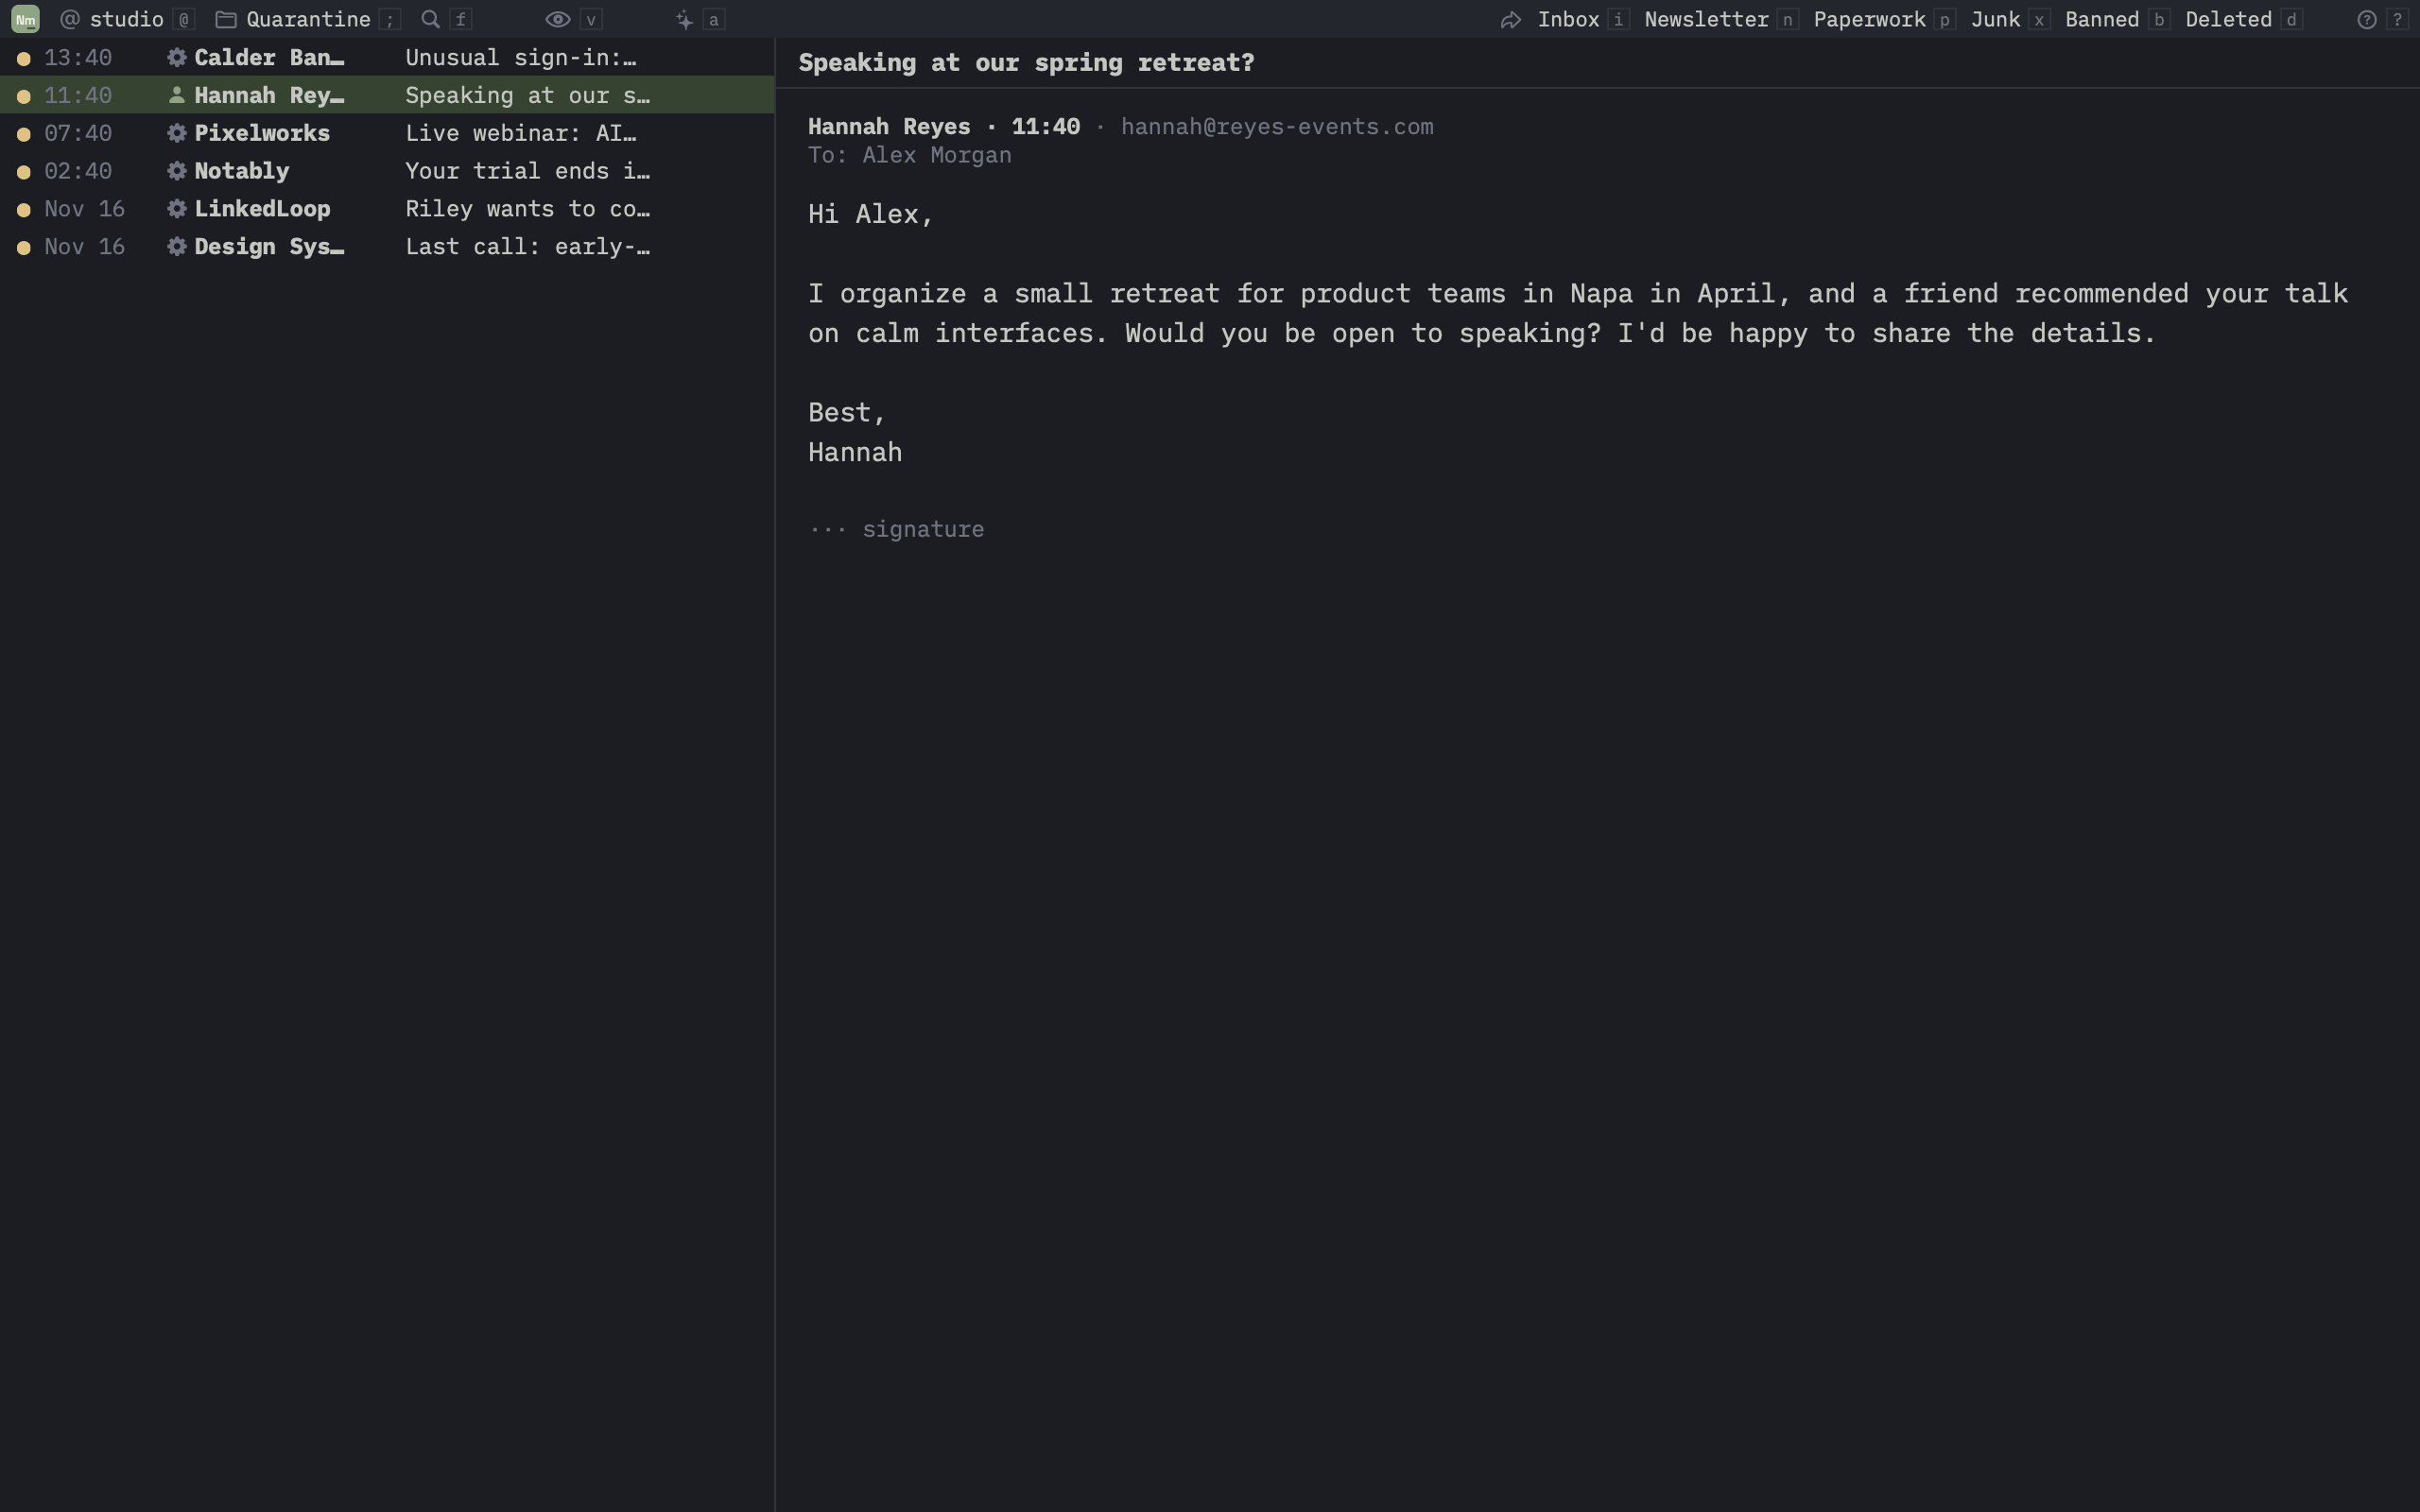 Nm @ studio @ Quarantine ; f v a Inbox i Newsletter n Paperwork p Junk x Banned b Deleted d ? ?
13:40 Calder Ban… Unusual sign-in:…
11:40 Hannah Rey… Speaking at our s…
07:40 Pixelworks Live webinar: AI…
02:40 Notably Your trial ends i…
Nov 16 LinkedLoop Riley wants to co…
Nov 16 Design Sys… Last call: early-…
Speaking at our spring retreat?
Hannah Reyes · 11:40 · hannah@reyes-events.com
To: Alex Morgan
Hi Alex,
I organize a small retreat for product teams in Napa in April, and a friend recommended your talk
on calm interfaces. Would you be open to speaking? I'd be happy to share the details.
Best,
Hannah
··· signature